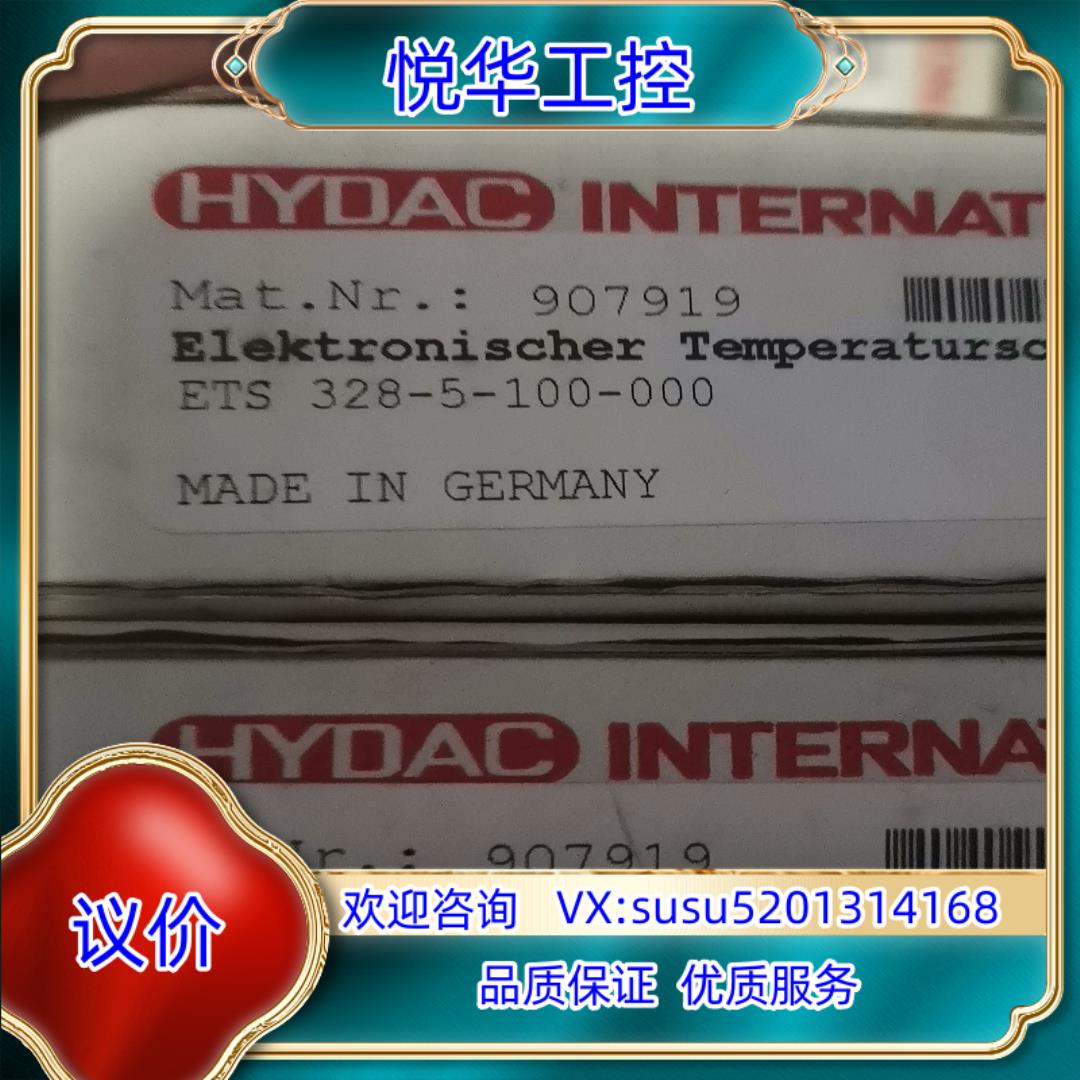 悦华工控
HYDAC INTERNAT
Mat.Nr.: 907919
Elektronischer Temperatursc
ETS 328-5-100-000
MADE IN GERMANY
HYDAC INTERNA
Nr.: 907919
议价
欢迎咨询 VX:susu5201314168
品质保证 优质服务